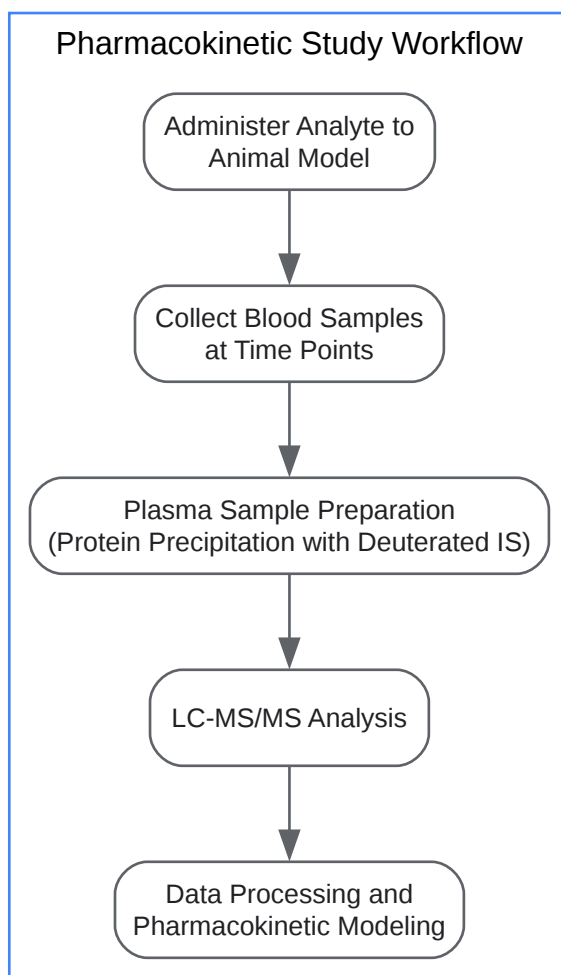 Pharmacokinetic Study Workflow
Administer Analyte to
Animal Model
Collect Blood Samples
at Time Points
Plasma Sample Preparation
(Protein Precipitation with Deuterated IS)
LC-MS/MS Analysis
Data Processing and
Pharmacokinetic Modeling